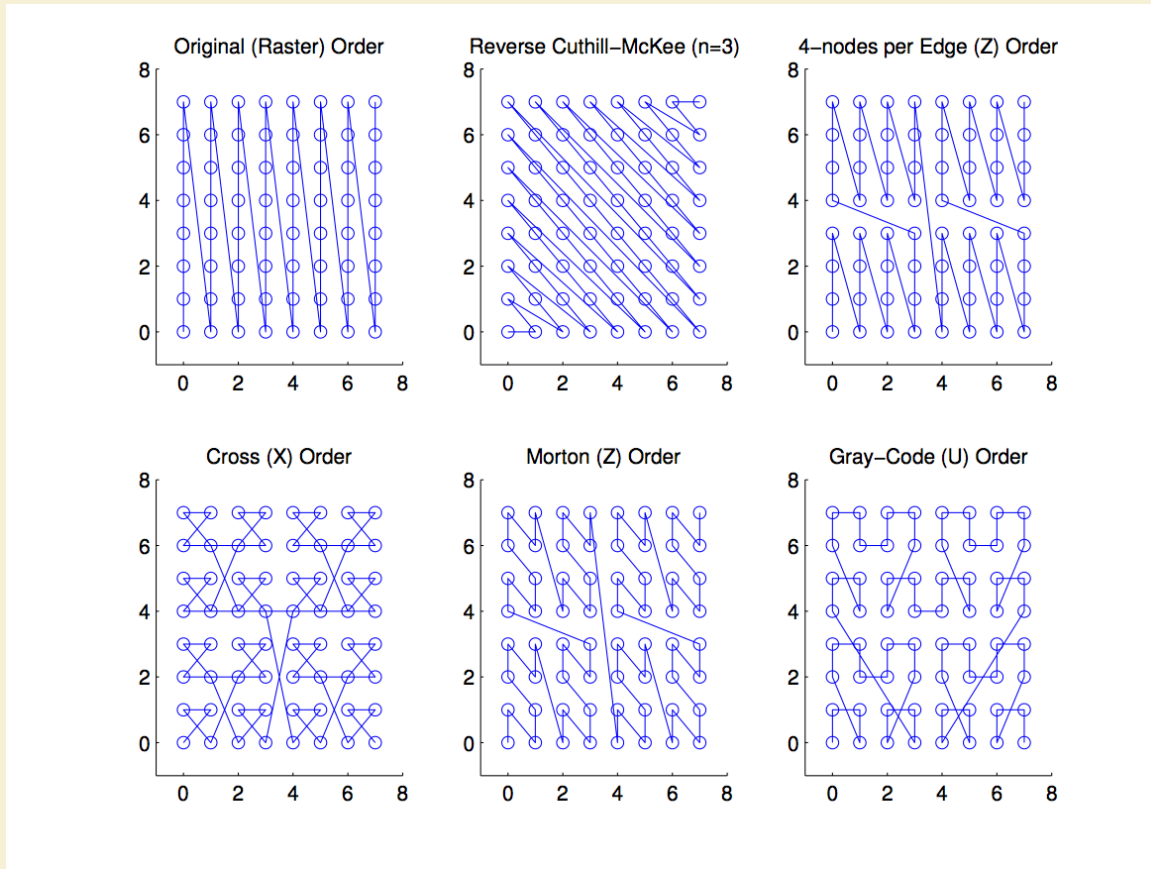 Original (Raster) Order
8
6
4
2
0
0 2 4 6 8
Reverse Cuthill−McKee (n=3)
8
6
4
2
0
0 2 4 6 8
4−nodes per Edge (Z) Order
8
6
4
2
0
0 2 4 6 8
Cross (X) Order
8
6
4
2
0
0 2 4 6 8
Morton (Z) Order
8
6
4
2
0
0 2 4 6 8
Gray−Code (U) Order
8
6
4
2
0
0 2 4 6 8